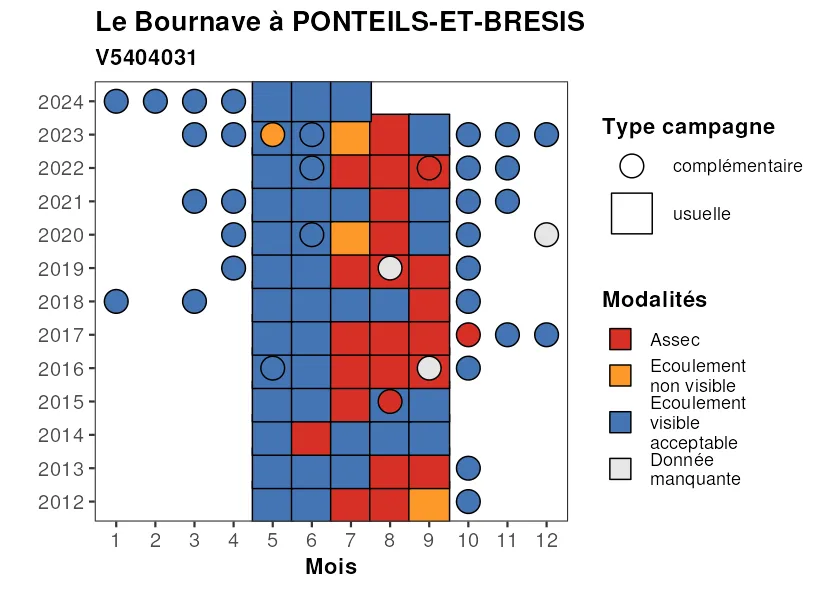 Le Bournave à PONTEILS-ET-BRESIS
V5404031
2024
2023
2022
2021
2020
2019
2018
2017
2016
2015
2014
2013
2012
1 2 3 4 5 6 7 8 9 10 11 12
Mois
Type campagne
complémentaire
usuelle
Modalités
Assec
Ecoulement
non visible
Ecoulement
visible
acceptable
Donnée
manquante